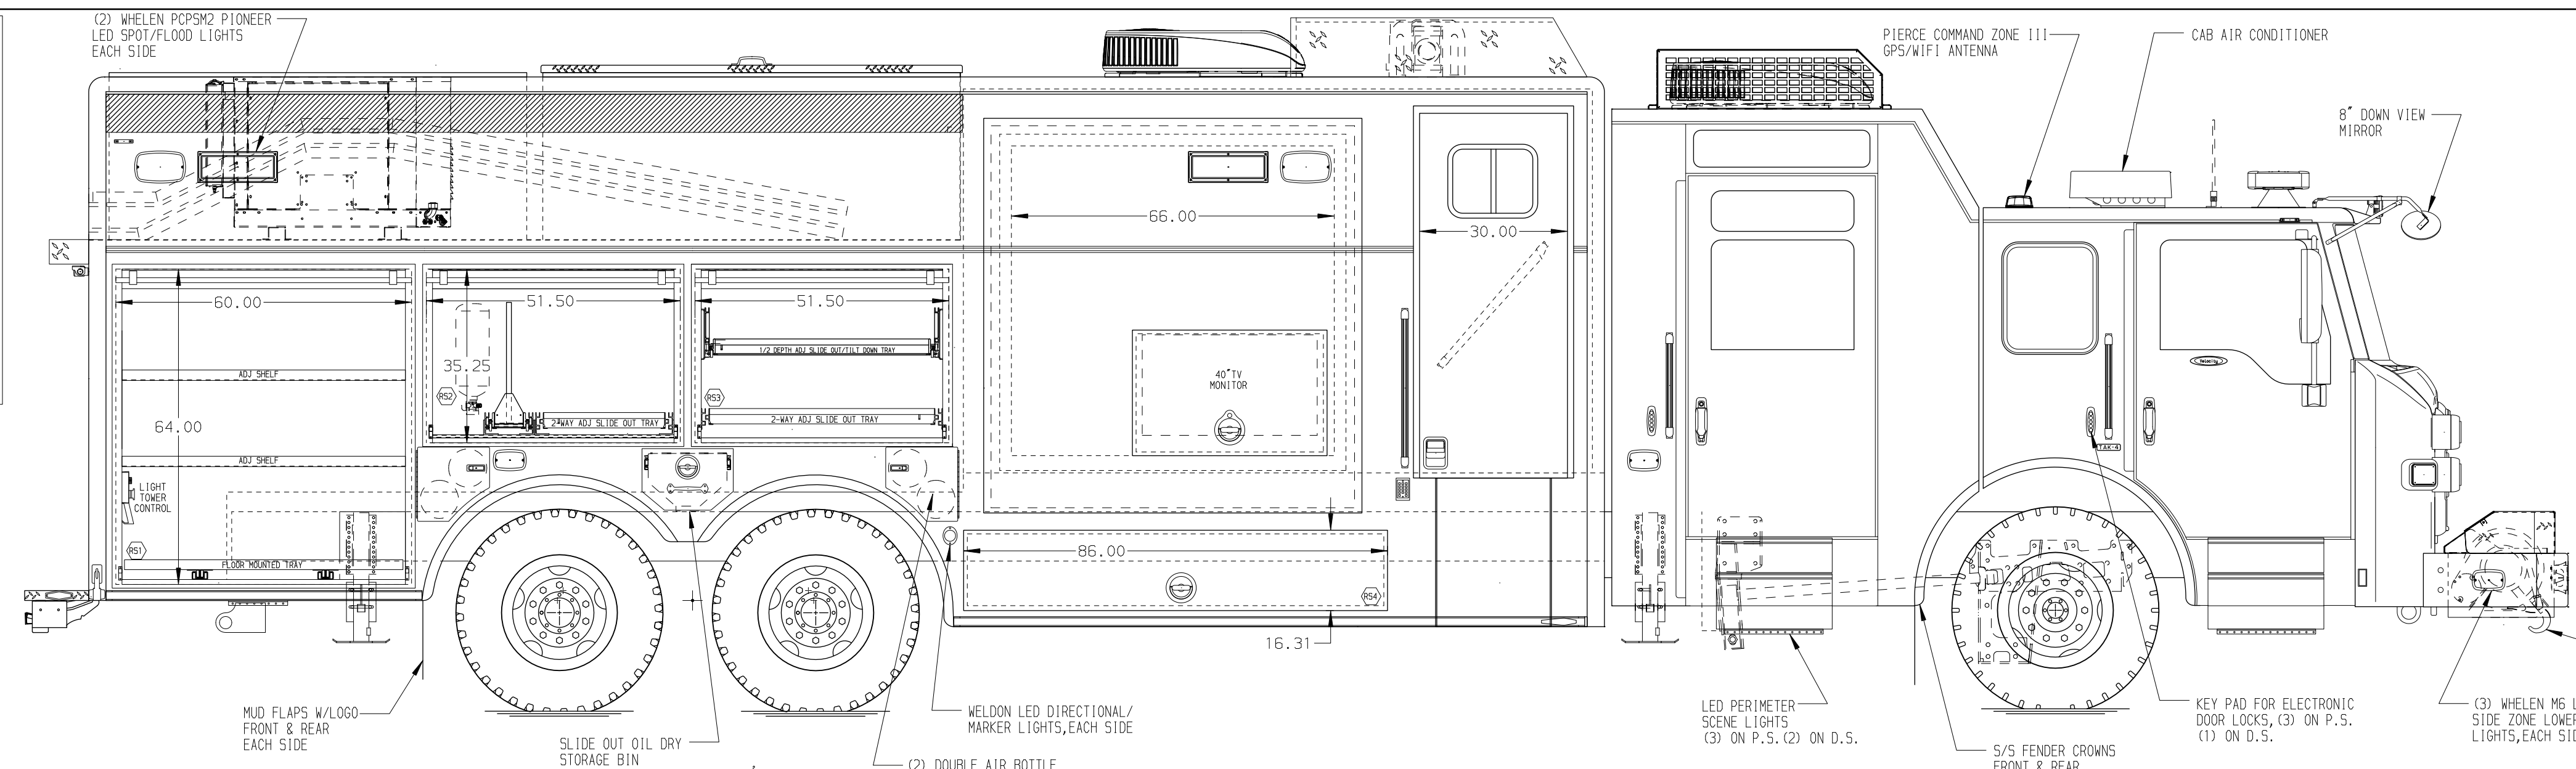 (2) WHELEN PCPSM2 PIONEER
LED SPOT/FLOOD LIGHTS
EACH SIDE
PIERCE COMMAND ZONE III
GPS/WIFI ANTENNA
CAB AIR CONDITIONER
8" DOWN VIEW
MIRROR
66.00
30.00
60.00
51.50
51.50
35.25
64.00
1/2 DEPTH ADJ SLIDE OUT/TILT DOWN TRAY
ADJ SHELF
RS2
RS3
40"TV
MONITOR
Velocity
2-WAY ADJ SLIDE OUT TRAY
2-WAY ADJ SLIDE OUT TRAY
TAK-4
ADJ SHELF
LIGHT
TOWER
CONTROL
RS1
FLOOR MOUNTED TRAY
86.00
RS4
16.31
MUD FLAPS W/LOGO
FRONT & REAR
EACH SIDE
SLIDE OUT OIL DRY
STORAGE BIN
WELDON LED DIRECTIONAL/
MARKER LIGHTS,EACH SIDE
(2) DOUBLE AIR BOTTLE
LED PERIMETER
SCENE LIGHTS
(3) ON P.S.(2) ON D.S.
S/S FENDER CROWNS
FRONT & REAR
KEY PAD FOR ELECTRONIC
DOOR LOCKS,(3) ON P.S.
(1) ON D.S.
(3) WHELEN M6 L
SIDE ZONE LOWER
LIGHTS,EACH SID